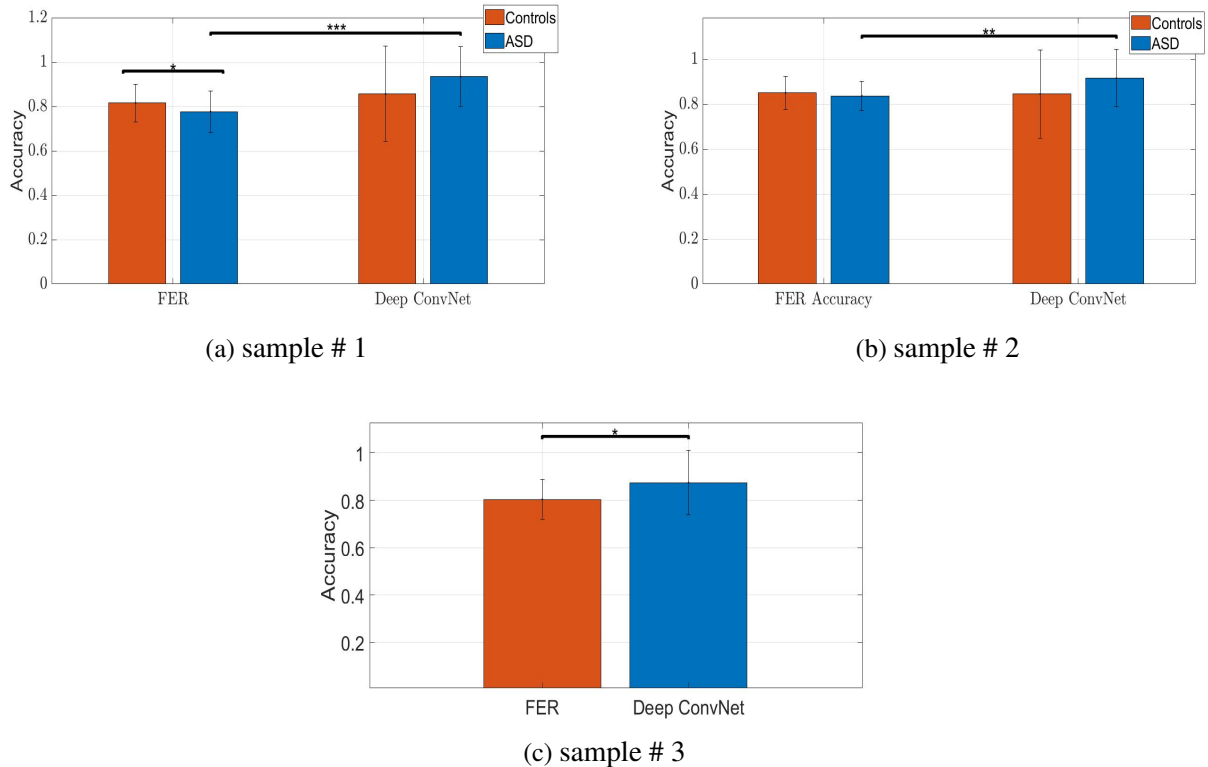 1.2
1
0.8
0.6
0.4
0.2
0
Accuracy
***
*
Controls
ASD
FER
Deep ConvNet
(a) sample # 1
1
0.8
0.6
0.4
0.2
0
Accuracy
**
Controls
ASD
FER Accuracy
Deep ConvNet
(b) sample # 2
1
0.8
0.6
0.4
0.2
Accuracy
*
FER
Deep ConvNet
(c) sample # 3